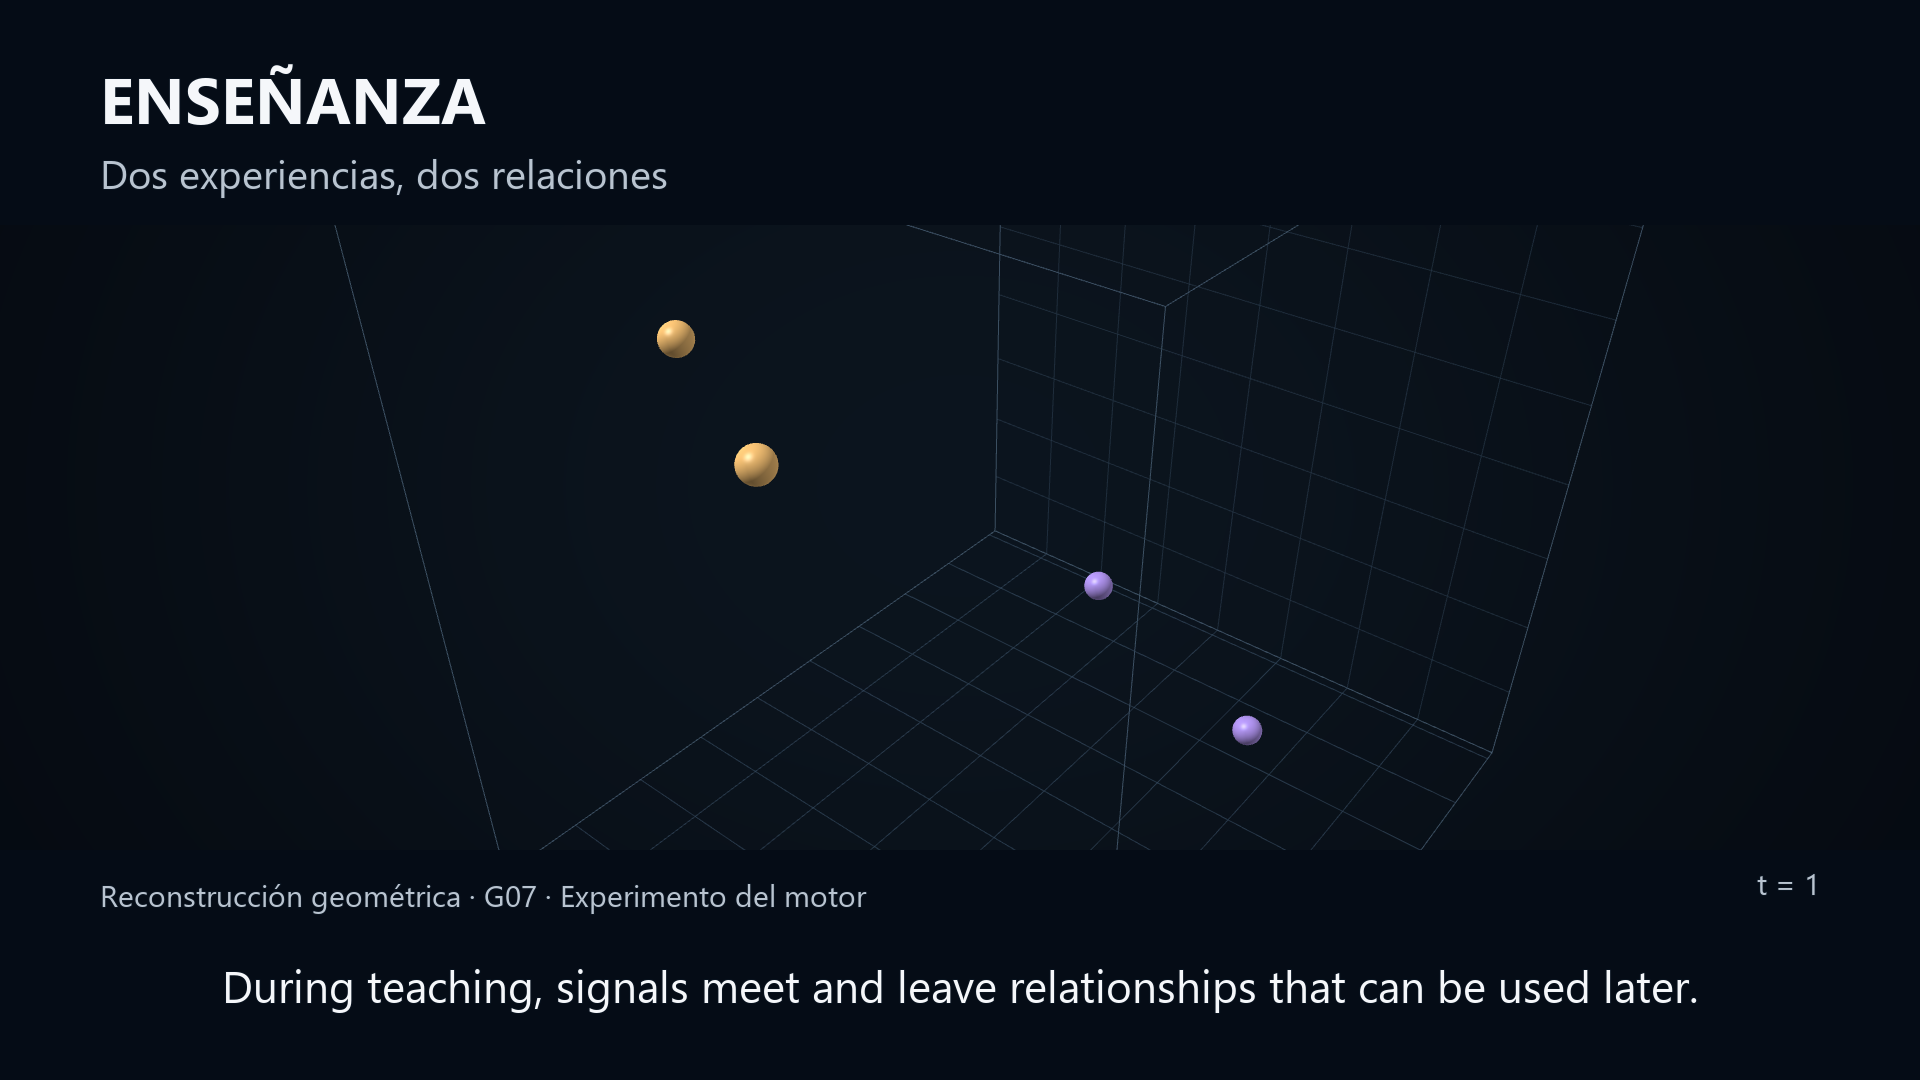 ENSEÑANZA
Dos experiencias, dos relaciones
Reconstrucción geométrica · G07 · Experimento del motor
t = 1
During teaching, signals meet and leave relationships that can be used later.